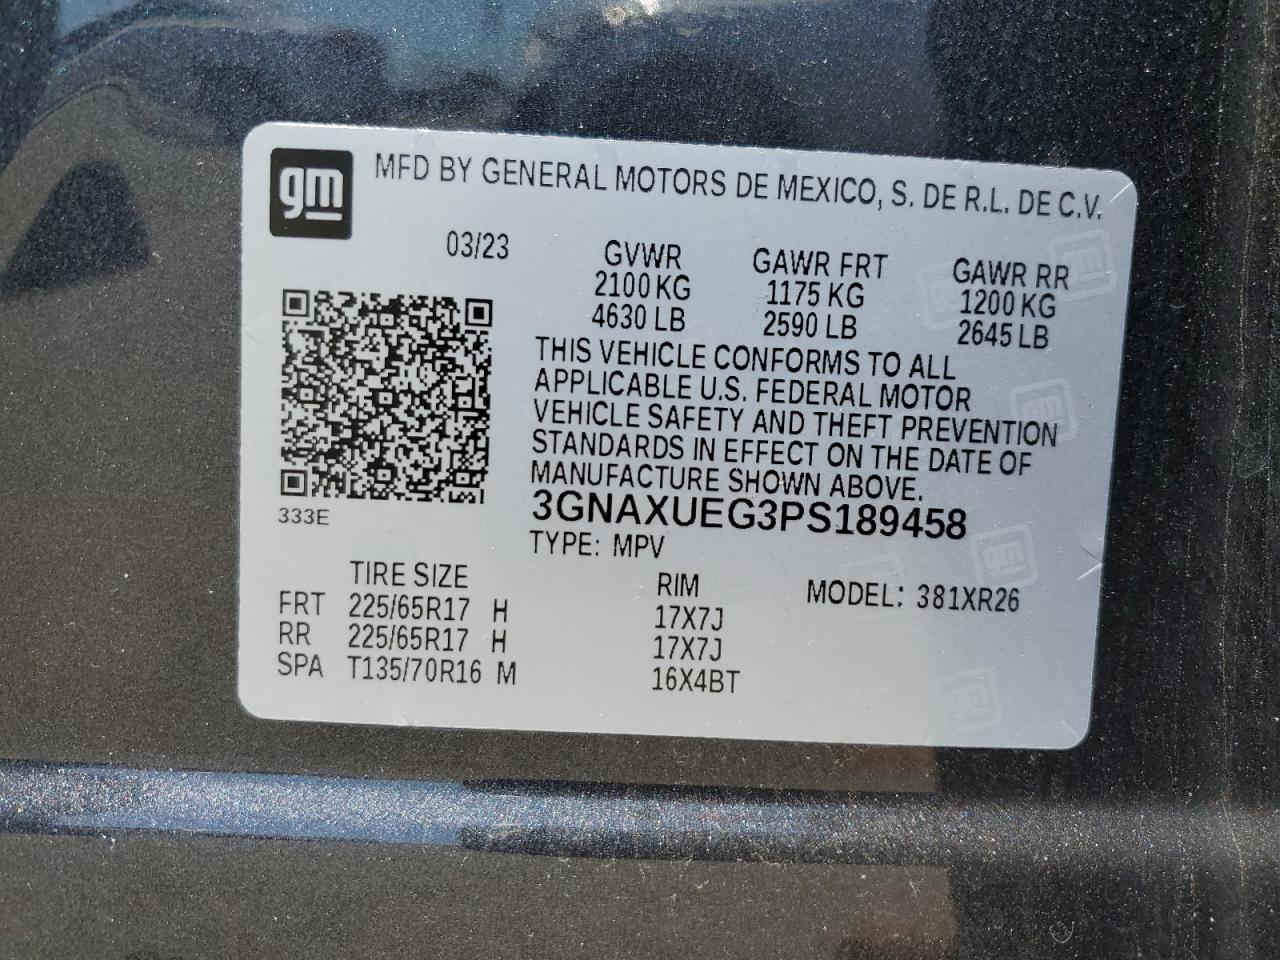 gm
MFD BY GENERAL MOTORS DE MEXICO, S. DE R.L. DE C.V.
03/23
GVWR GAWR FRT GAWR RR
2100 KG 1175 KG 1200 KG
4630 LB 2590 LB 2645 LB
THIS VEHICLE CONFORMS TO ALL
APPLICABLE U.S. FEDERAL MOTOR
VEHICLE SAFETY AND THEFT PREVENTION
STANDARDS IN EFFECT ON THE DATE OF
MANUFACTURE SHOWN ABOVE.
333E
3GNAXUEG3PS189458
TYPE: MPV
TIRE SIZE RIM MODEL: 381XR26
FRT 225/65R17 H 17X7J
RR 225/65R17 H 17X7J
SPA T135/70R16 M 16X4BT